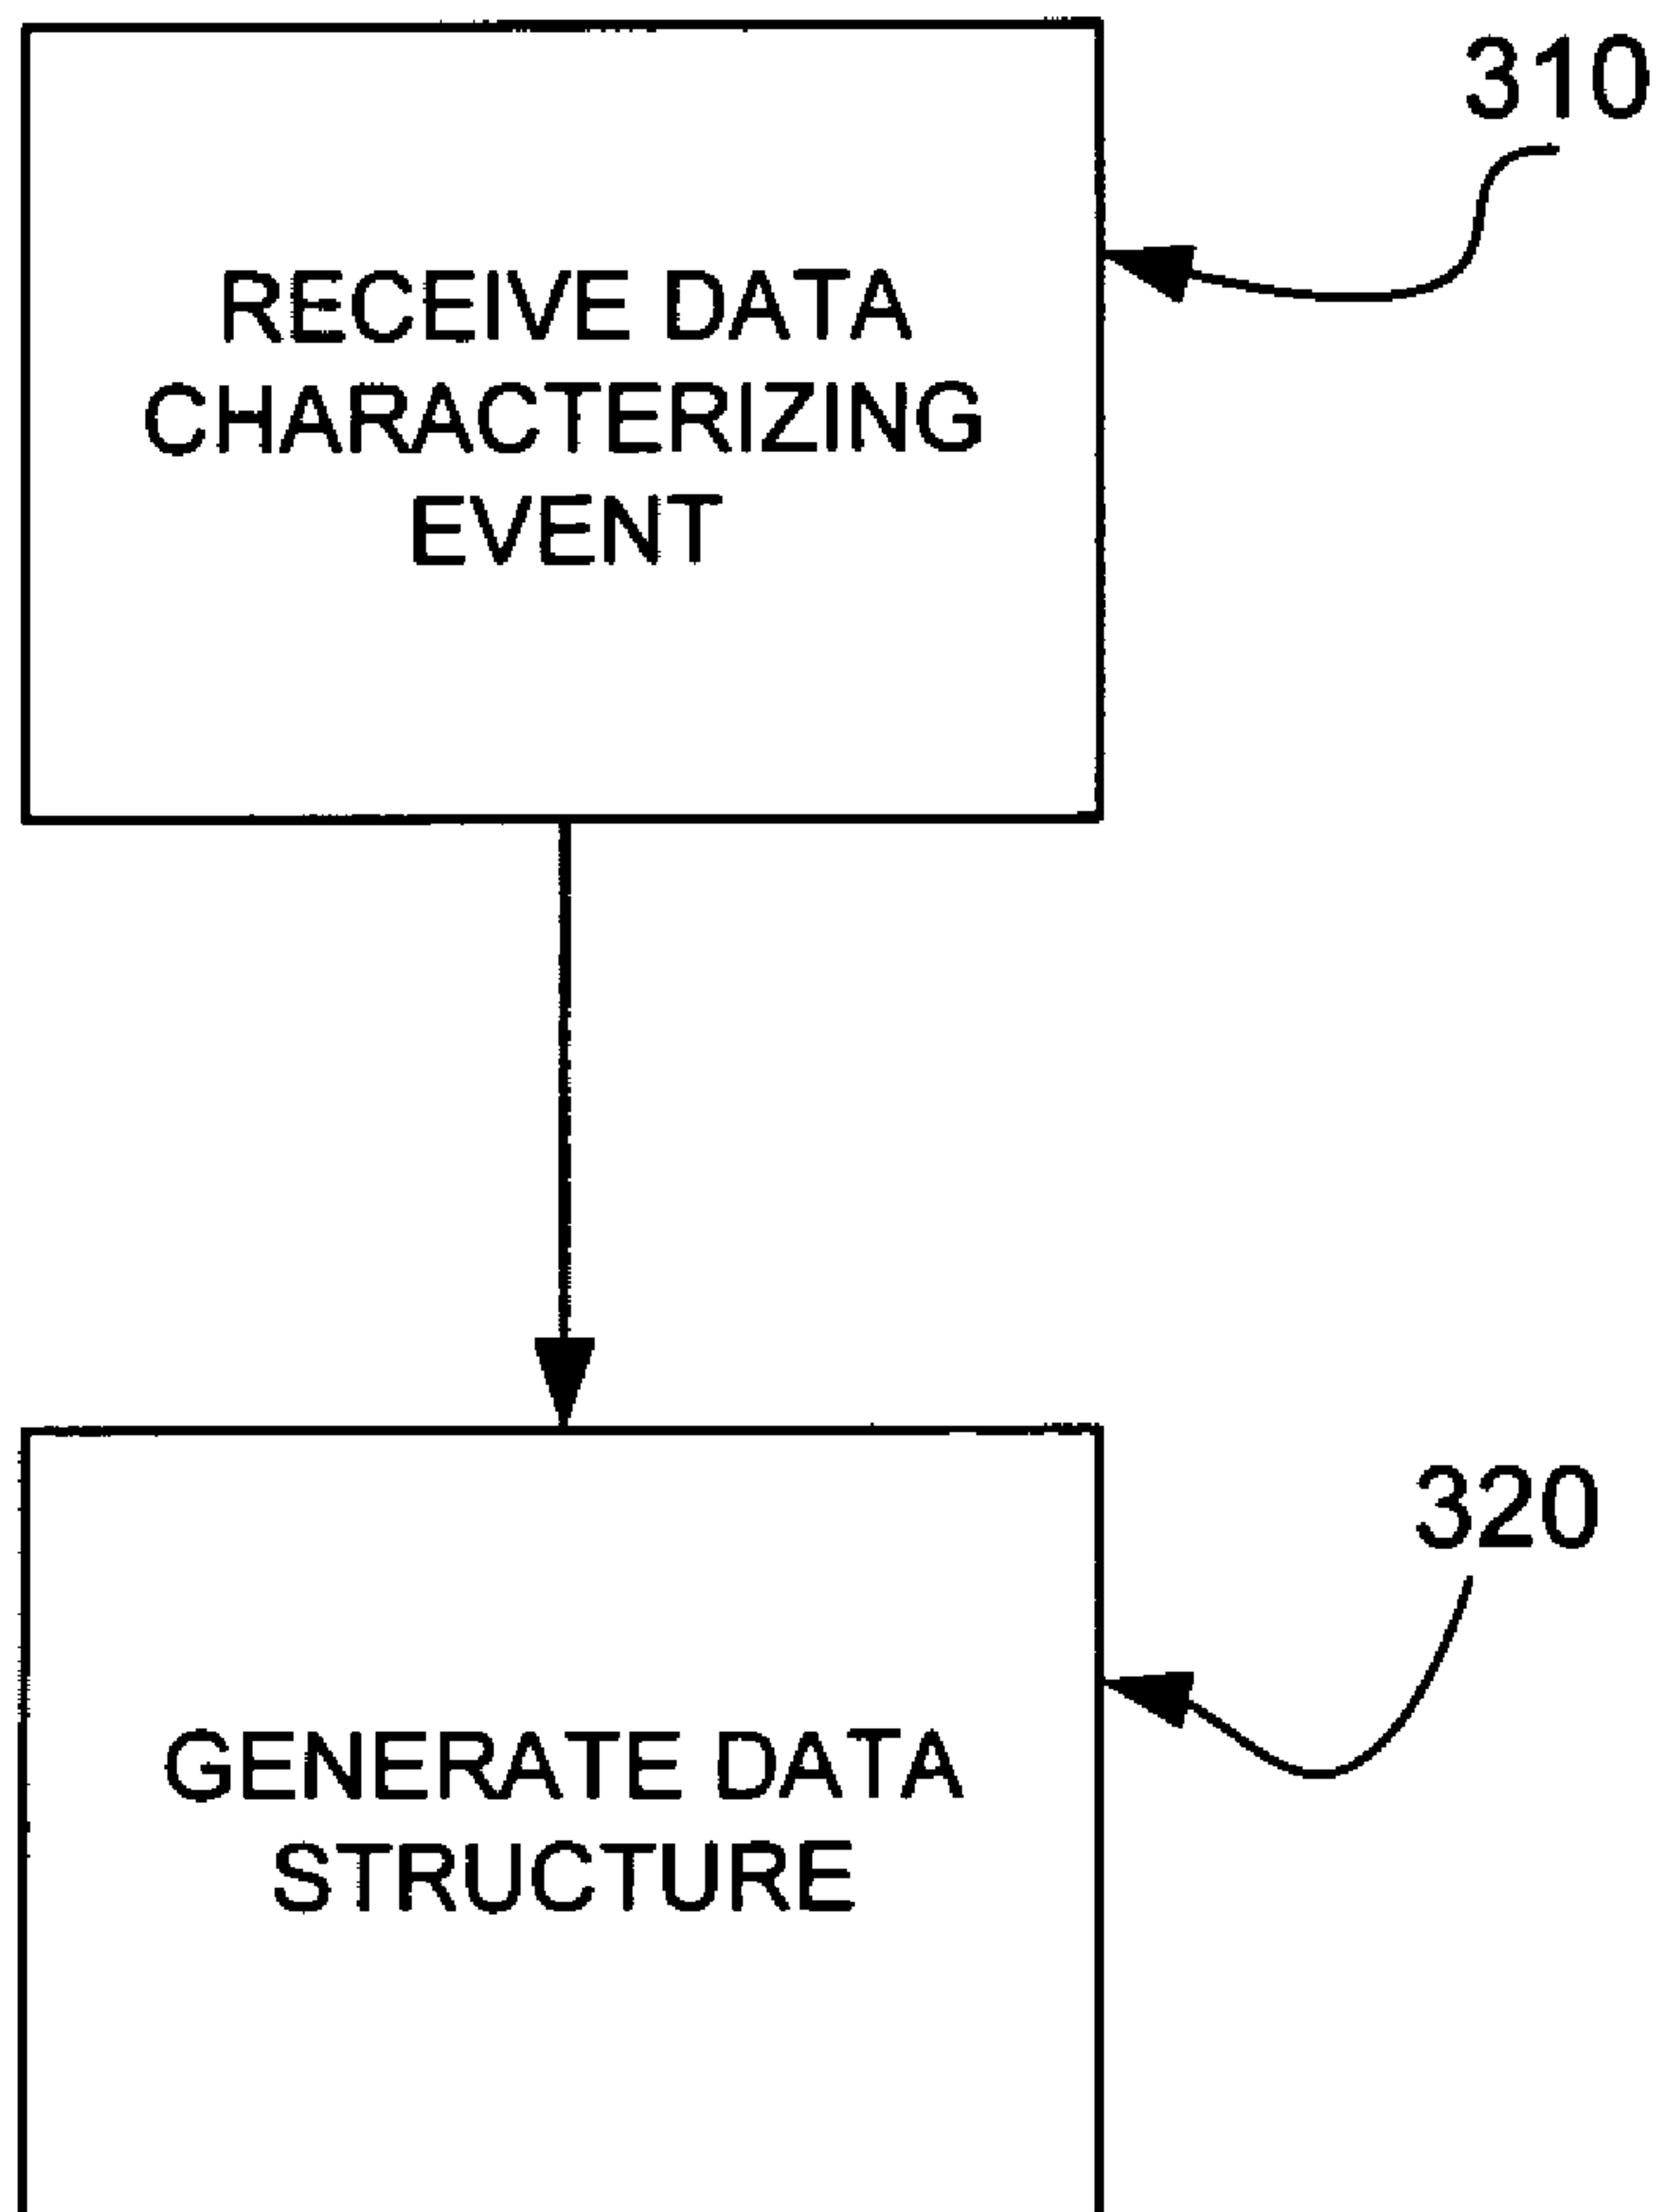 310
RECEIVE DATA
CHARACTERIZING
EVENT
320
GENERATE DATA
STRUCTURE